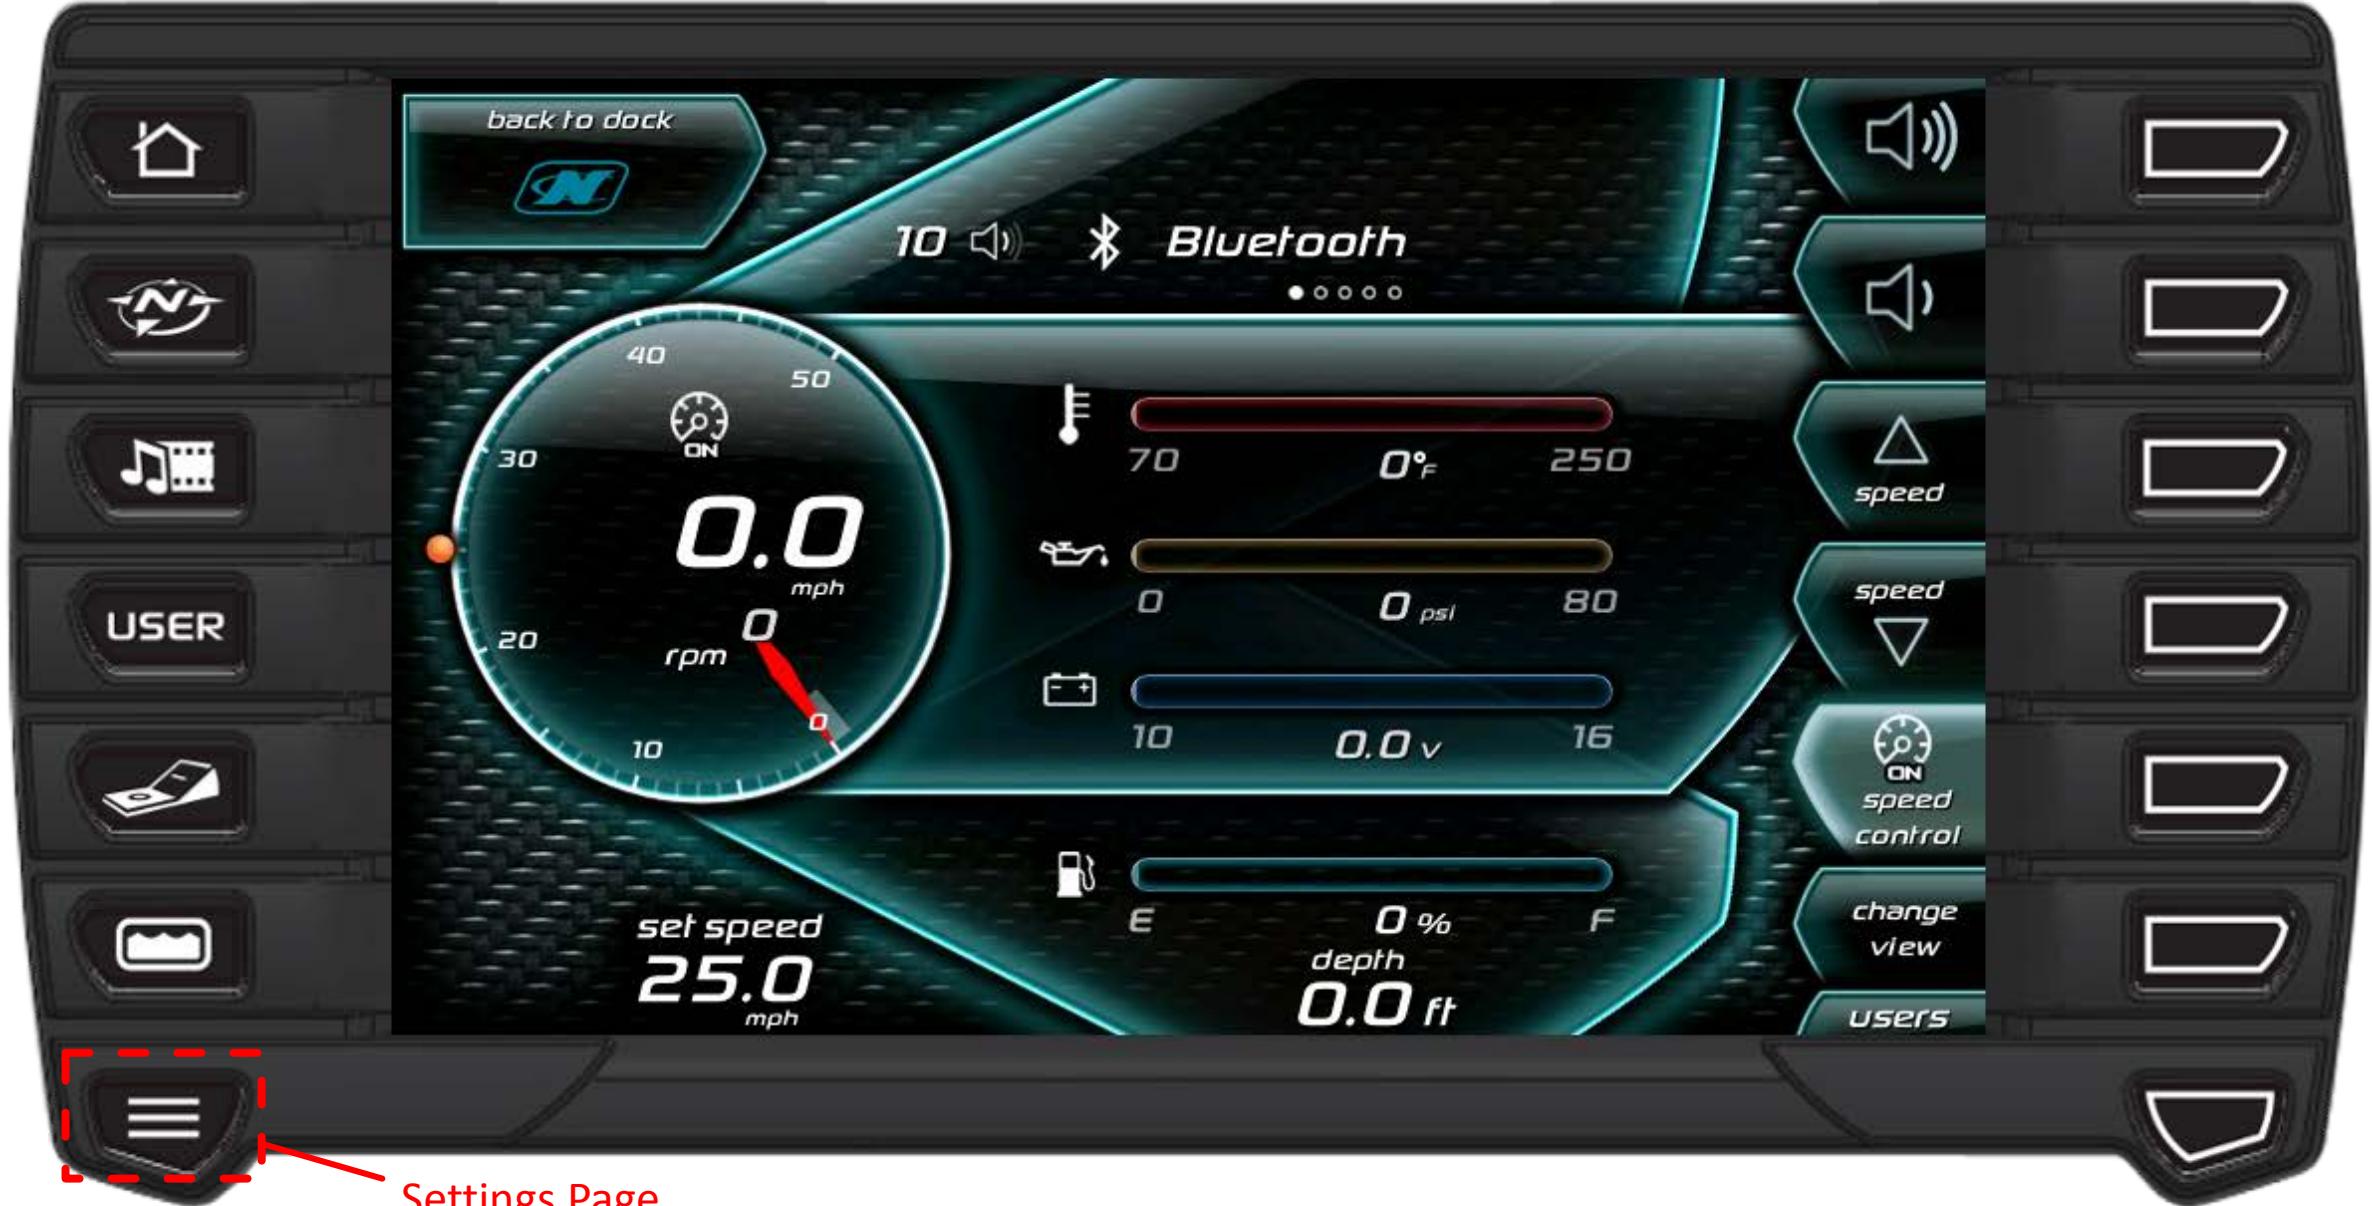 back to dock
10 Bluetooth
40
50
ON
30
0.0
mph
0
rpm
20
0
10
70 0°F 250
0 0 psi 80
10 0.0 v 16
E 0 % F
depth
0.0 ft
set speed
25.0
mph
speed
speed
ON
speed
control
change
view
users
N
USER
Settings Page